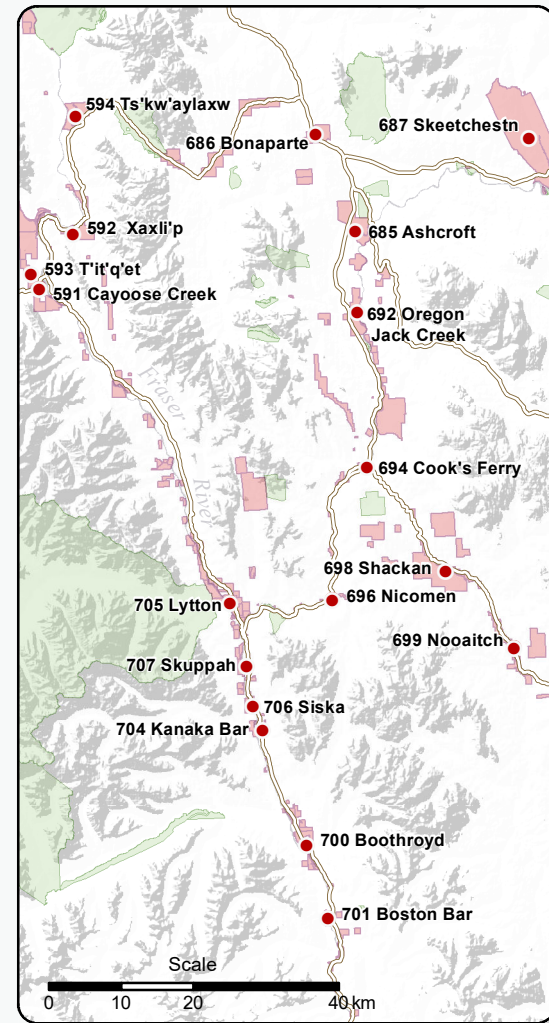 594 Ts'kw'aylaxw
686 Bonaparte
687 Skeetchestn
592 Xaxli'p
685 Ashcroft
593 T'it'q'et
591 Cayoose Creek
692 Oregon
Jack Creek
Fraser
River
694 Cook's Ferry
698 Shackan
696 Nicomen
705 Lytton
699 Nooaitch
707 Skuppah
706 Siska
704 Kanaka Bar
700 Boothroyd
701 Boston Bar
Scale
0 10 20 40 km